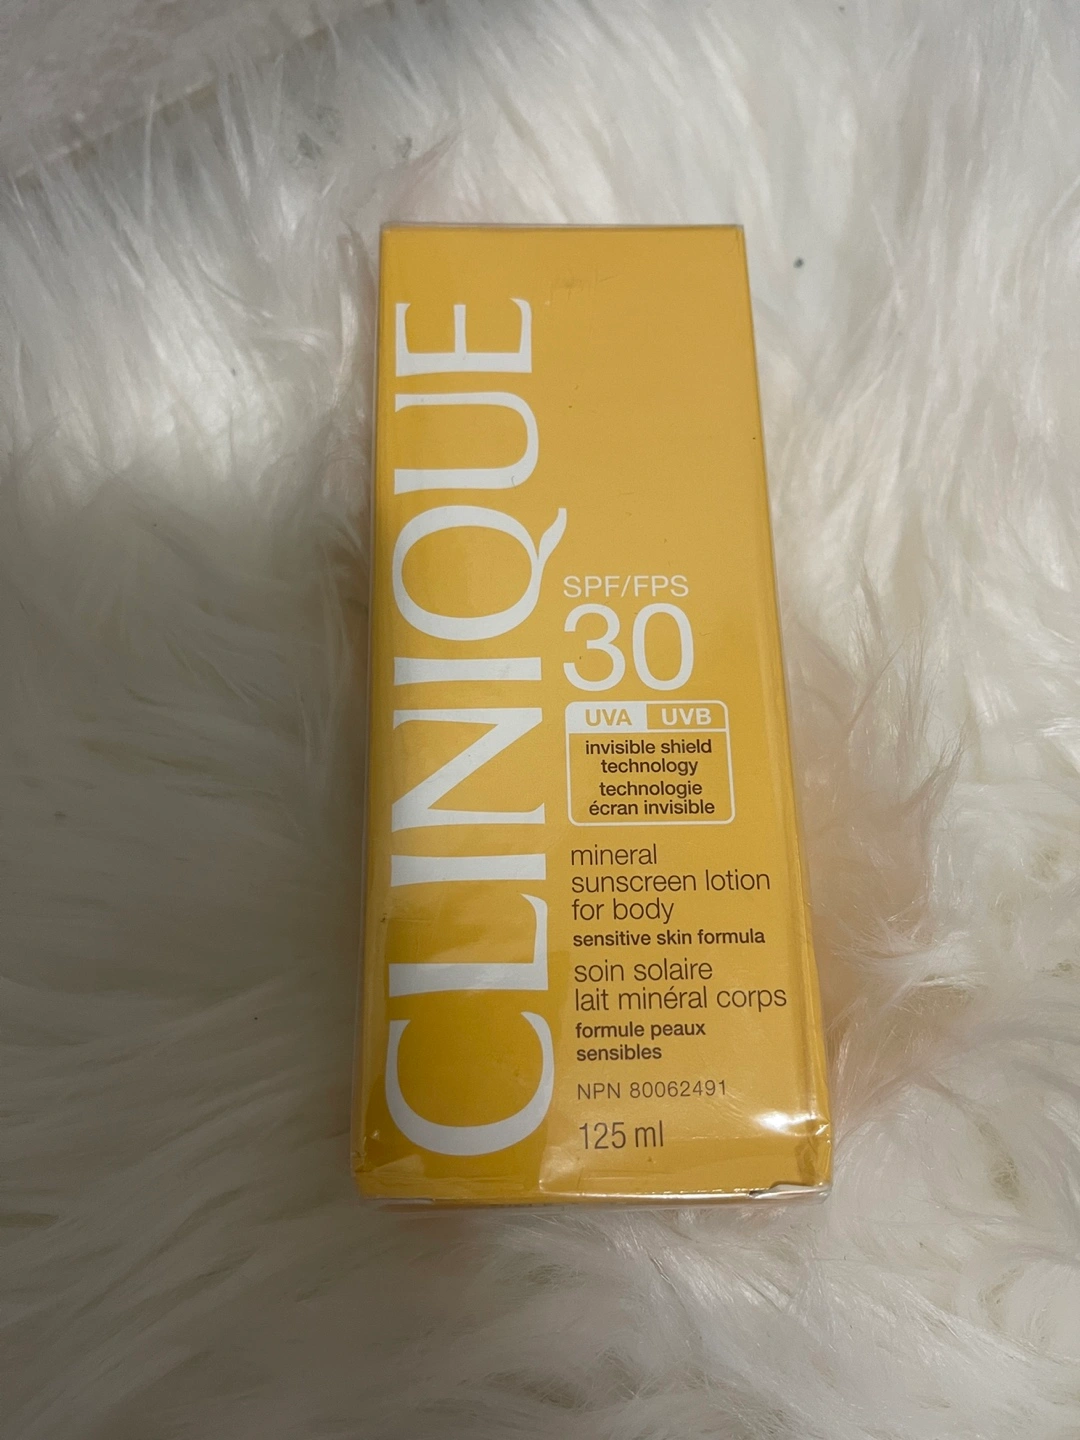 CLINIQUE
SPF/FPS
30
UVA UVB
invisible shield
technology
technologie
écran invisible
mineral
sunscreen lotion
for body
sensitive skin formula
soin solaire
lait minéral corps
formule peaux
sensibles
NPN 80062491
125 ml